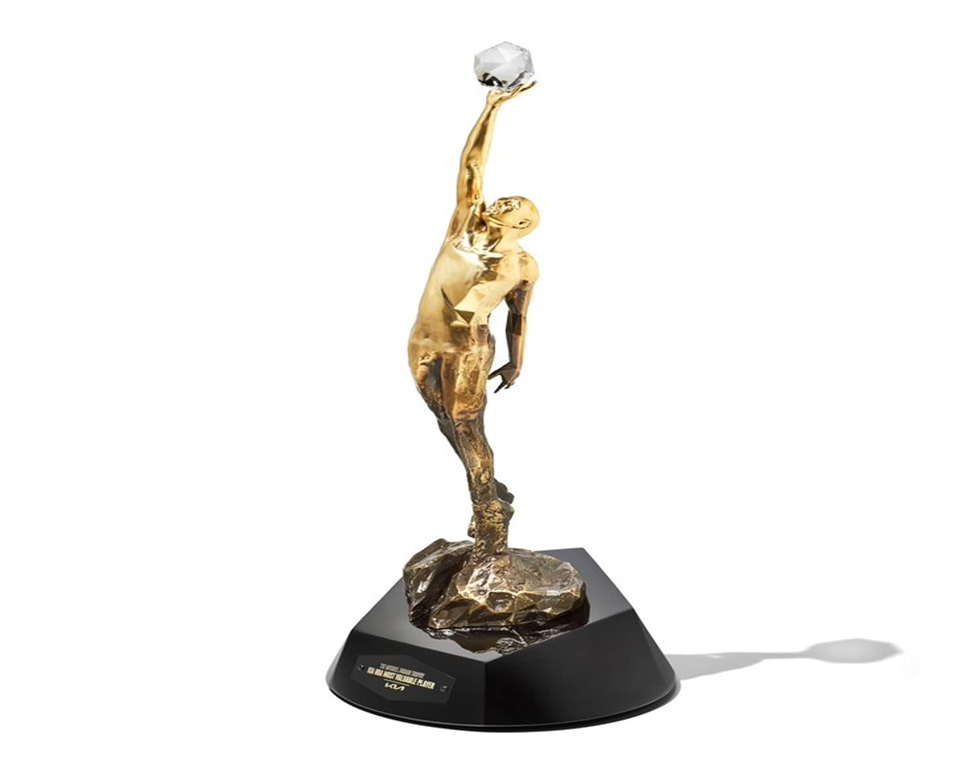 THE MICHAEL JORDAN TROPHY
KIA NBA MOST VALUABLE PLAYER
KIA